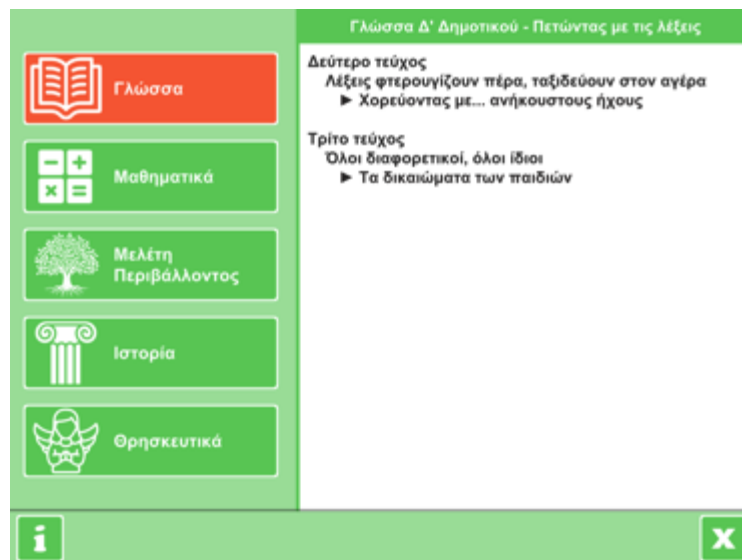 Γλώσσα Δ' Δημοτικού - Πετώντας με τις λέξεις
Γλώσσα
Μαθηματικά
Μελέτη
Περιβάλλοντος
Ιστορία
Θρησκευτικά
Δεύτερο τεύχος
Λέξεις φτερουγίζουν πέρα, ταξιδεύουν στον αγέρα
► Χορεύοντας με... ανήκουστους ήχους
Τρίτο τεύχος
Όλοι διαφορετικοί, όλοι ίδιοι
► Τα δικαιώματα των παιδιών
i
X